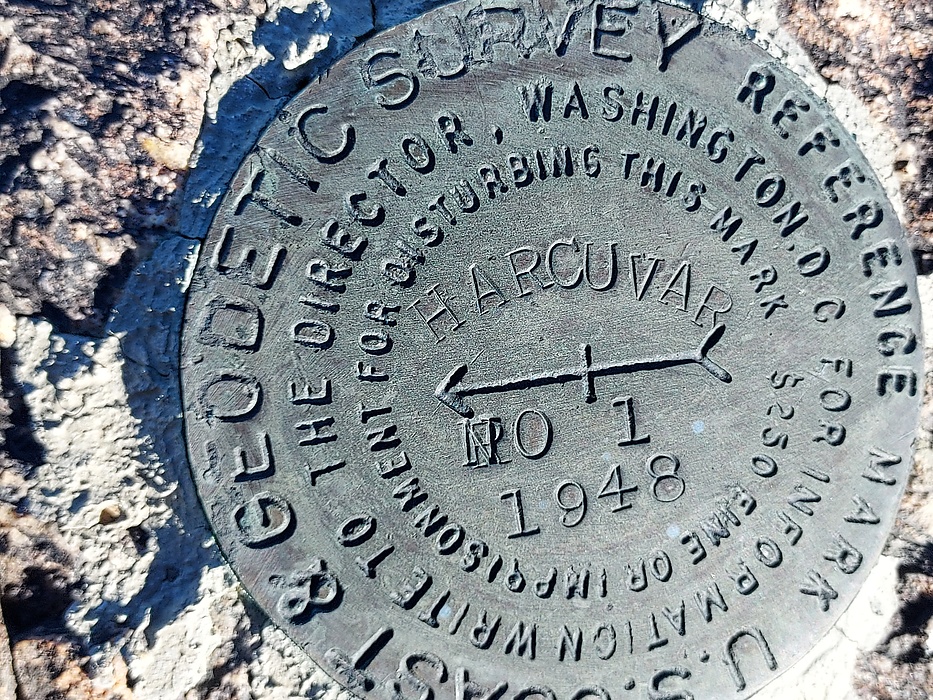 U.S. COAST & GEODETIC SURVEY REFERENCE MARK
FOR INFORMATION WRITE TO THE DIRECTOR, WASHINGTON. D C
$250 FINE OR IMPRISONMENT FOR DISTURBING THIS MARK
HARCUVAR
NO 1
1948